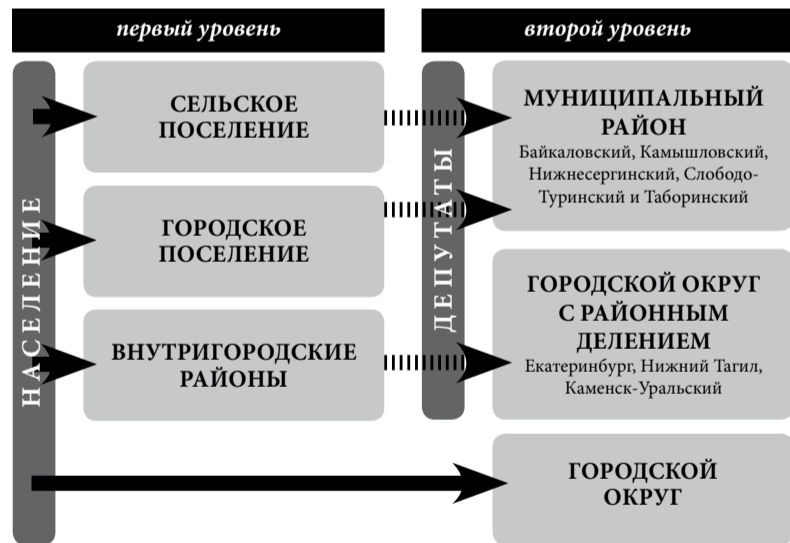 первый уровень
второй уровень
НАСЕЛЕНИЕ
СЕЛЬСКОЕ
ПОСЕЛЕНИЕ
ГОРОДСКОЕ
ПОСЕЛЕНИЕ
ВНУТРИГОРОДСКИЕ
РАЙОНЫ
ДЕПУТАТЫ
МУНИЦИПАЛЬНЫЙ
РАЙОН
Байкаловский, Камышловский,
Нижнесергинский, Слободо-
Туринский и Таборинский
ГОРОДСКОЙ ОКРУГ
С РАЙОННЫМ
ДЕЛЕНИЕМ
Екатеринбург, Нижний Тагил,
Каменск-Уральский
ГОРОДСКОЙ
ОКРУГ